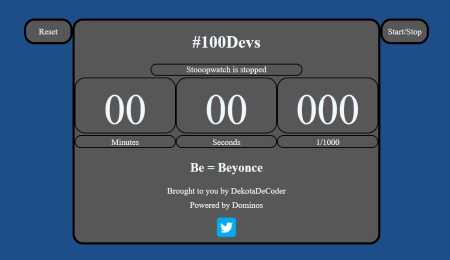 Reset
#100Devs
Start/Stop
Stooopwatch is stopped
00 00 000
Minutes Seconds 1/1000
Be = Beyonce
Brought to you by DekotaDeCoder
Powered by Dominos